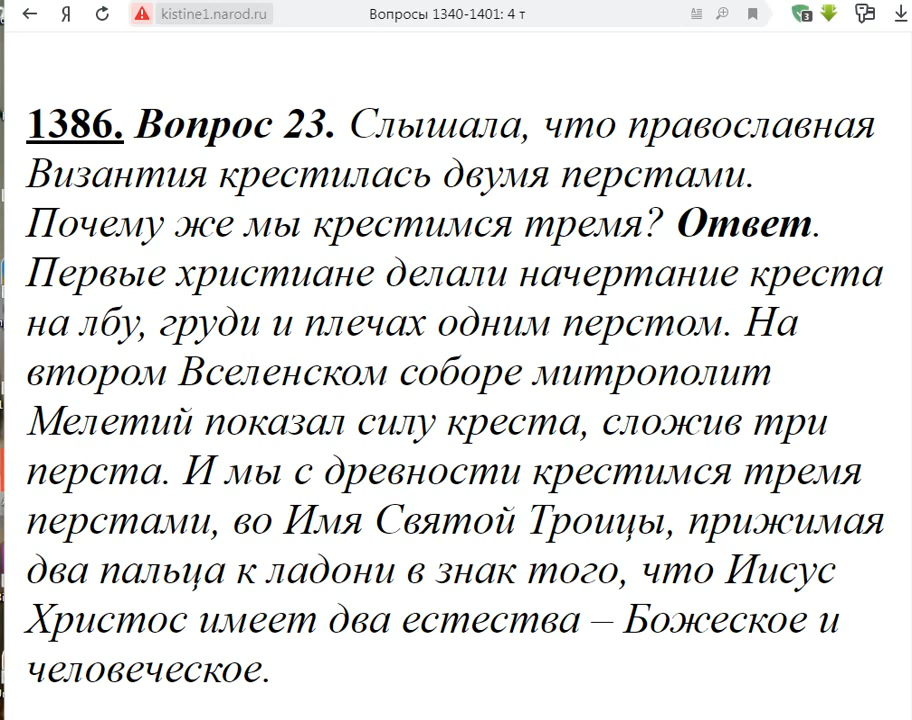 kistine1.narod.ru Вопросы 1340-1401: 4 т
1386. Вопрос 23. Слышала, что православная
Византия крестилась двумя перстами.
Почему же мы крестимся тремя? Ответ.
Первые христиане делали начертание креста
на лбу, груди и плечах одним перстом. На
втором Вселенском соборе митрополит
Мелетий показал силу креста, сложив три
перста. И мы с древности крестимся тремя
перстами, во Имя Святой Троицы, прижимая
два пальца к ладони в знак того, что Иисус
Христос имеет два естества – Божеское и
человеческое.